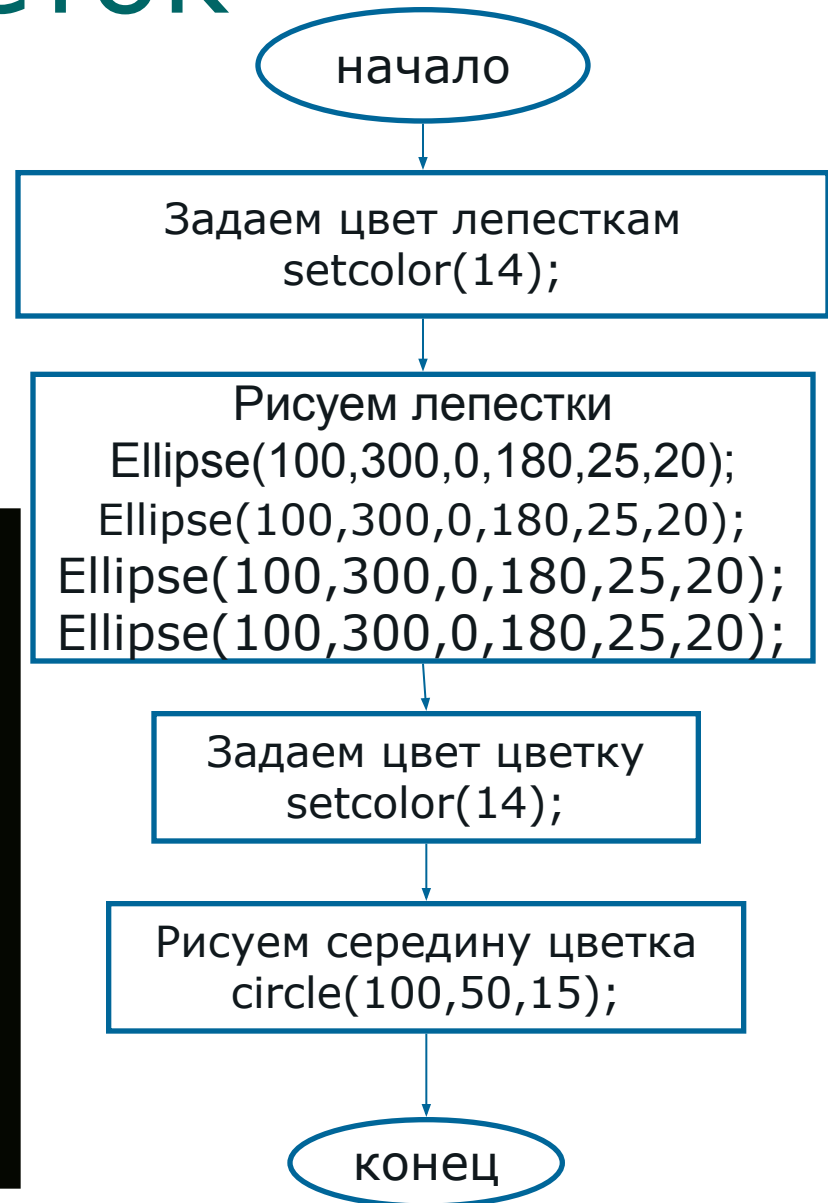 начало
Задаем цвет лепесткам
setcolor(14);
Рисуем лепестки
Ellipse(100,300,0,180,25,20);
Ellipse(100,300,0,180,25,20);
Ellipse(100,300,0,180,25,20);
Ellipse(100,300,0,180,25,20);
Задаем цвет цветку
setcolor(14);
Рисуем середину цветка
circle(100,50,15);
конец